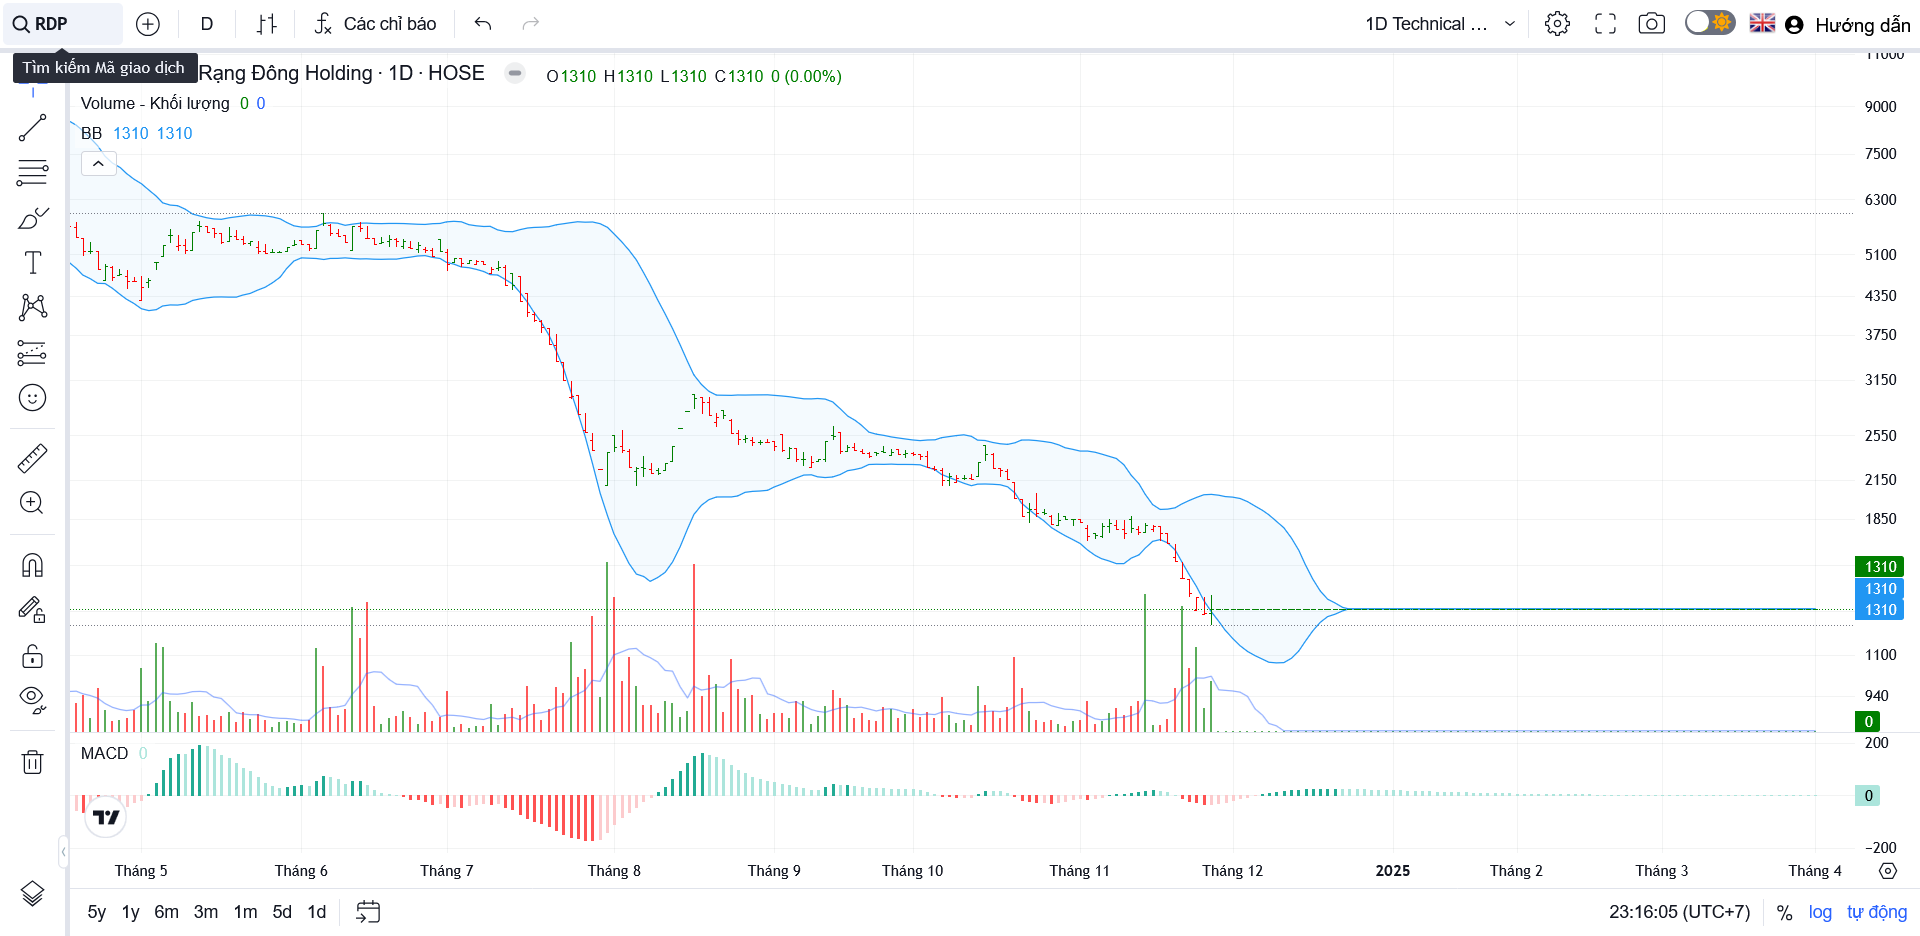 RDP
D
Các chỉ báo
1D Technical ...
Hướng dẫn
Tìm kiếm Mã giao dịch
Rạng Đông Holding · 1D · HOSE
O1310 H1310 L1310 C1310 0 (0.00%)
Volume - Khối lượng 0 0
BB 1310 1310
11000
9000
7500
6300
5100
4350
3750
3150
2550
2150
1850
1310
1310
1310
1100
940
0
200
MACD 0
0
−200
Tháng 5 Tháng 6 Tháng 7 Tháng 8 Tháng 9 Tháng 10 Tháng 11 Tháng 12 2025 Tháng 2 Tháng 3 Tháng 4
5y 1y 6m 3m 1m 5d 1d
23:16:05 (UTC+7) % log tự động